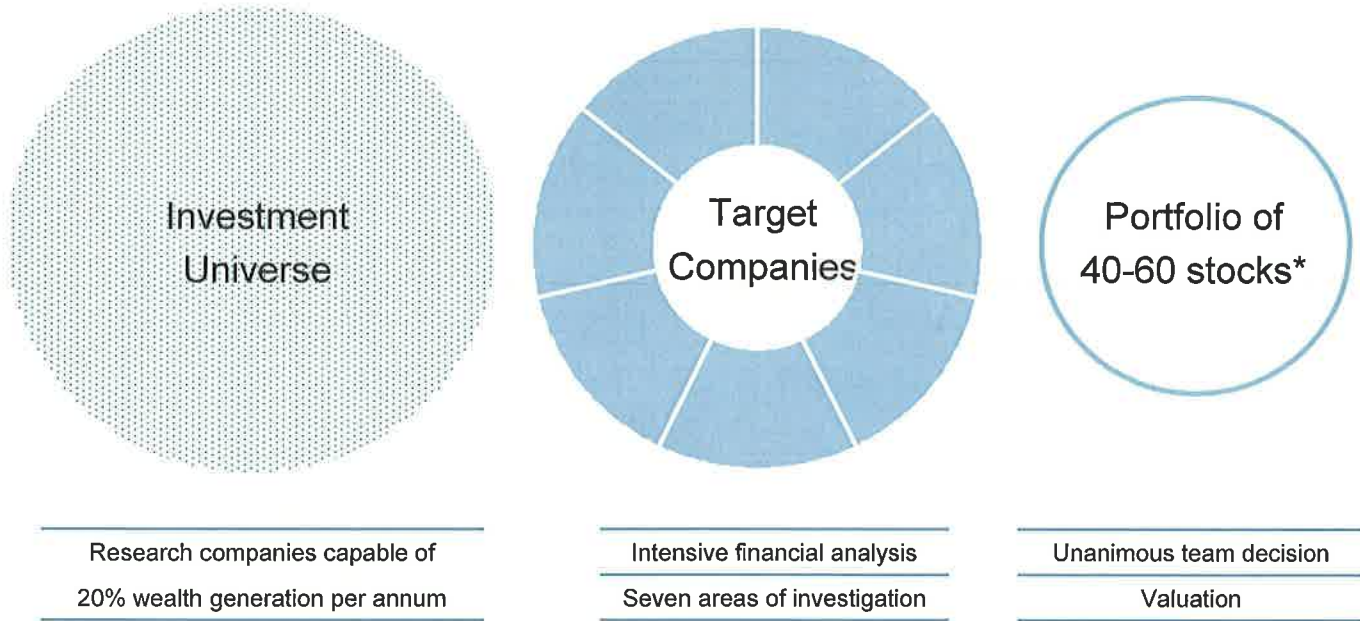 Investment
Universe
Target
Companies
Portfolio of
40-60 stocks*
Research companies capable of
20% wealth generation per annum
Intensive financial analysis
Seven areas of investigation
Unanimous team decision
Valuation